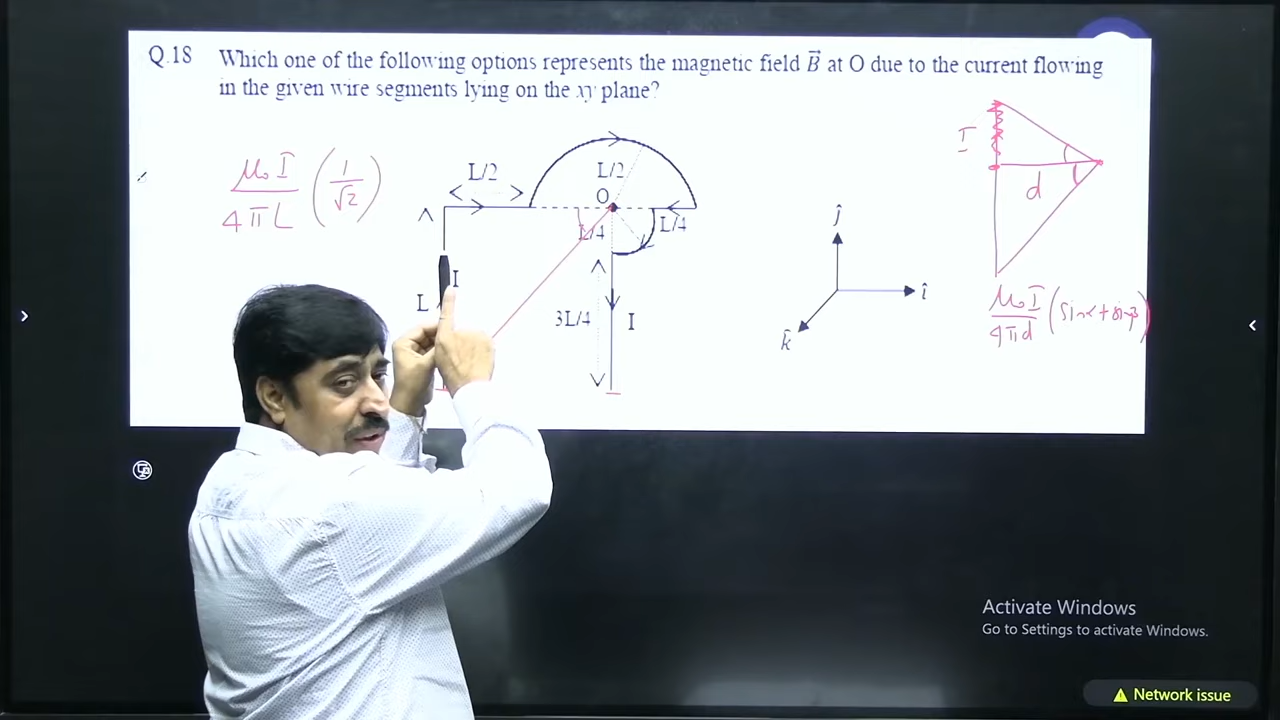 Q.18 Which one of the following options represents the magnetic field B⃗ at O due to the current flowing
in the given wire segments lying on the xy plane?
μ₀I/4πL (1/√2)
L/2
L/2
O
L/4
L/4
L
I
3L/4
I
ĵ
î
k̂
I
d
μ₀I/4πd (Sinα+sinβ)
Activate Windows
Go to Settings to activate Windows.
Network issue